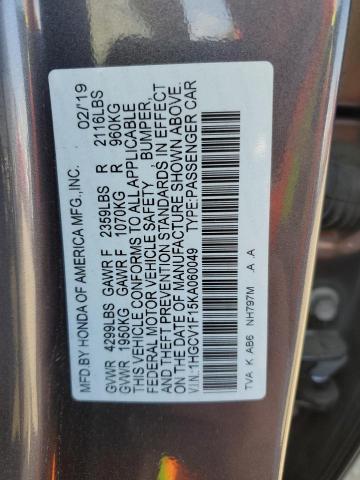 MFD.BY HONDA OF AMERICA MFG.,INC. 02/19
GVWR 4299LBS GAWR F 2359LBS R 2116LBS
GVWR 1950KG GAWR F 1070KG R 960KG
THIS VEHICLE CONFORMS TO ALL APPLICABLE
FEDERAL MOTOR VEHICLE SAFETY, BUMPER,
AND THEFT PREVENTION STANDARDS IN EFFECT
ON THE DATE OF MANUFACTURE SHOWN ABOVE.
V.I.N.:1HGCV1F15KA060049 TYPE:PASSENGER CAR
TVA K AB6 NH797M .A .A